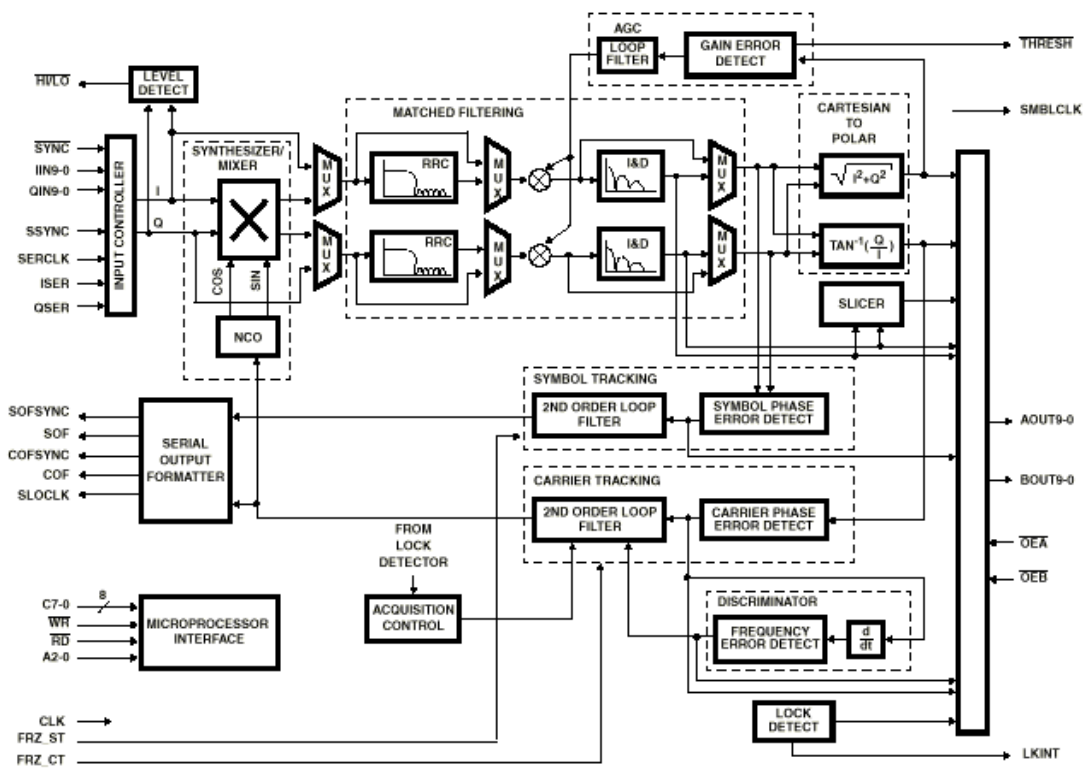 AGC
LOOP
FILTER
GAIN ERROR
DETECT
THRESH
HI/LO
LEVEL
DETECT
SMBLCLK
MATCHED FILTERING
CARTESIAN
TO
POLAR
SYNC
IIN9-0
QIN9-0
SSYNC
SERCLK
ISER
QSER
INPUT CONTROLLER
I
Q
SYNTHESIZER/
MIXER
COS
SIN
NCO
MUX
RRC
MUX
I&D
MUX
√I²+Q²
MUX
RRC
MUX
I&D
MUX
TAN⁻¹(Q/I)
SLICER
SYMBOL TRACKING
2ND ORDER LOOP
FILTER
SYMBOL PHASE
ERROR DETECT
SOFSYNC
SOF
COFSYNC
COF
SLOCLK
SERIAL
OUTPUT
FORMATTER
AOUT9-0
BOUT9-0
OEA
OEB
CARRIER TRACKING
2ND ORDER LOOP
FILTER
CARRIER PHASE
ERROR DETECT
FROM
LOCK
DETECTOR
ACQUISITION
CONTROL
DISCRIMINATOR
FREQUENCY
ERROR DETECT
d
dt
C7-0
8
WR
RD
A2-0
MICROPROCESSOR
INTERFACE
LOCK
DETECT
CLK
FRZ_ST
FRZ_CT
LKINT